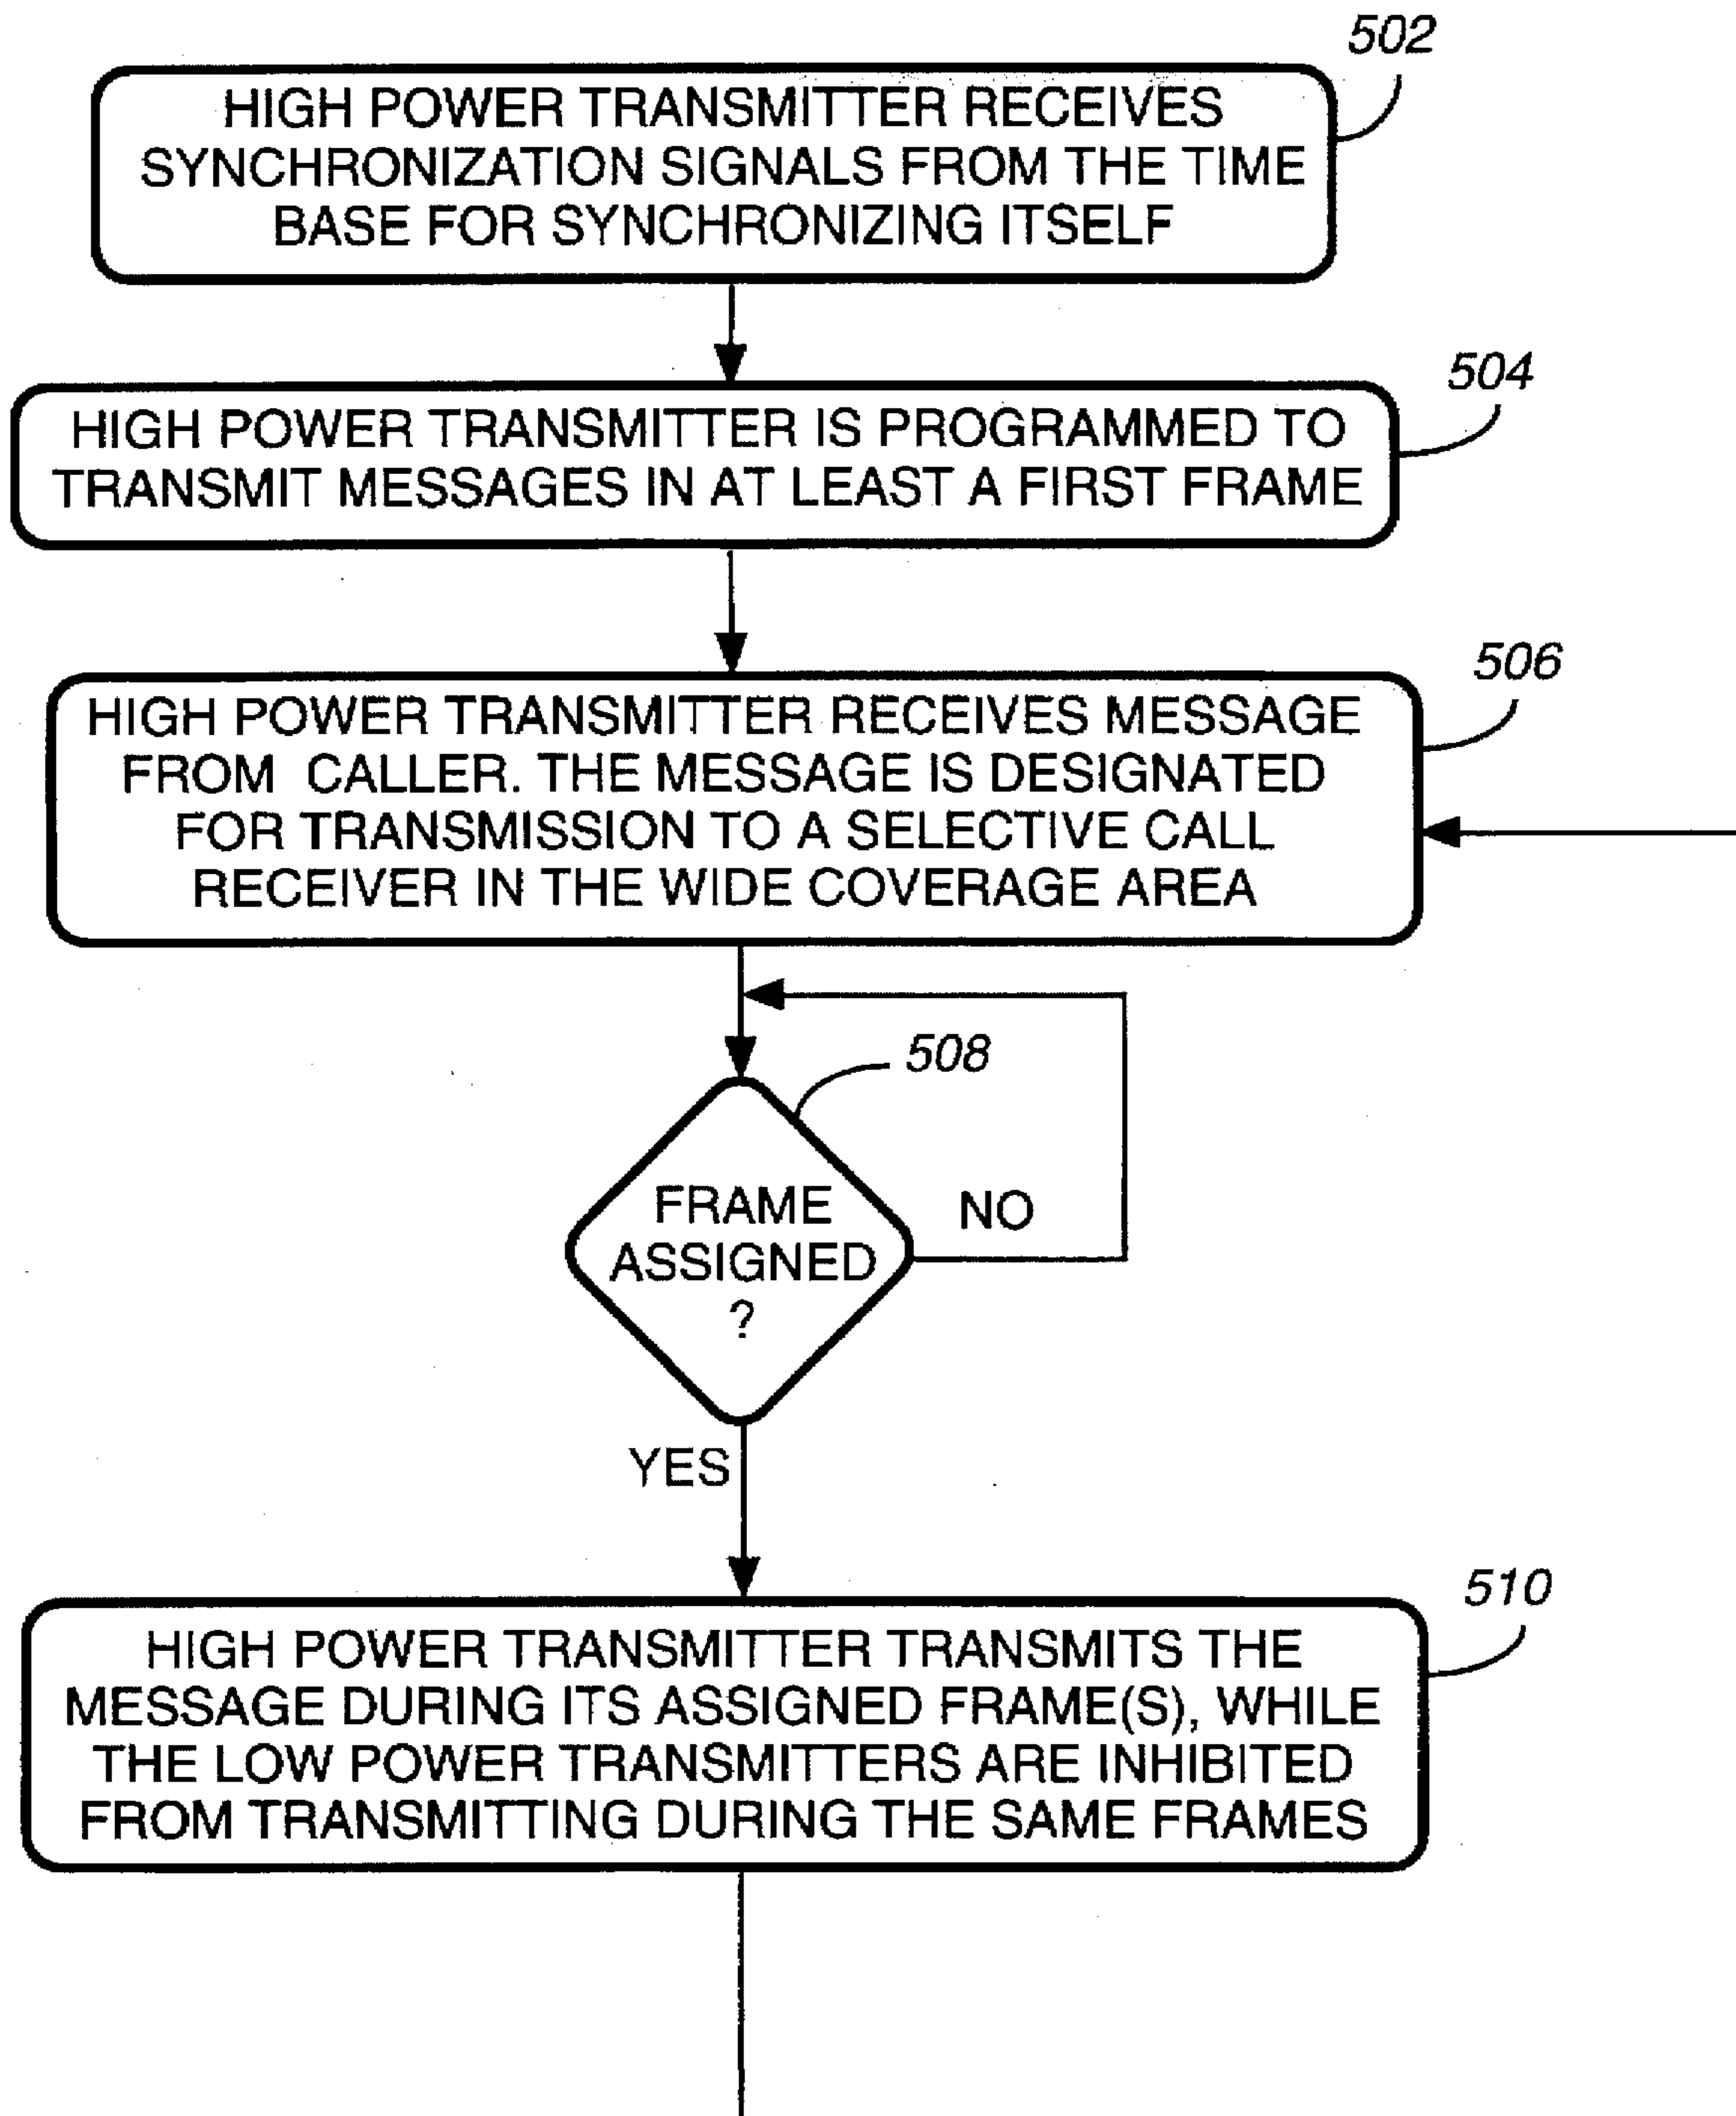 502
HIGH POWER TRANSMITTER RECEIVES
SYNCHRONIZATION SIGNALS FROM THE TIME
BASE FOR SYNCHRONIZING ITSELF
504
HIGH POWER TRANSMITTER IS PROGRAMMED TO
TRANSMIT MESSAGES IN AT LEAST A FIRST FRAME
506
HIGH POWER TRANSMITTER RECEIVES MESSAGE
FROM CALLER. THE MESSAGE IS DESIGNATED
FOR TRANSMISSION TO A SELECTIVE CALL
RECEIVER IN THE WIDE COVERAGE AREA
508
FRAME
ASSIGNED
?
NO
YES
510
HIGH POWER TRANSMITTER TRANSMITS THE
MESSAGE DURING ITS ASSIGNED FRAME(S), WHILE
THE LOW POWER TRANSMITTERS ARE INHIBITED
FROM TRANSMITTING DURING THE SAME FRAMES